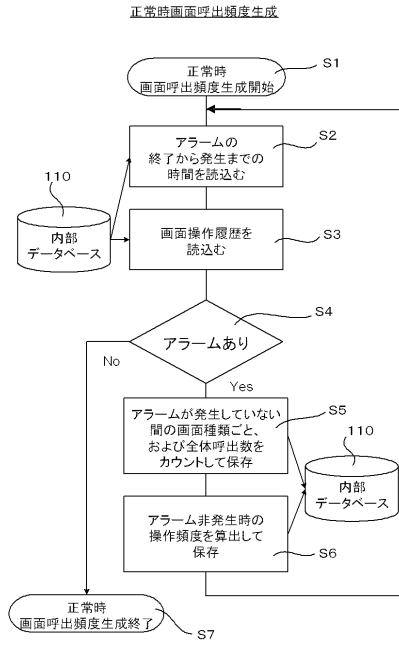 正常時画面呼出頻度生成
正常時
画面呼出頻度生成開始
S1
アラームの
終了から発生までの
時間を読込む
S2
110
内部
データベース
画面操作履歴を
読込む
S3
アラームあり
S4
No
Yes
アラームが発生していない
間の画面種類ごと、
および全体呼出数を
カウントして保存
S5
110
内部
データベース
アラーム非発生時の
操作頻度を算出して
保存
S6
正常時
画面呼出頻度生成終了
S7